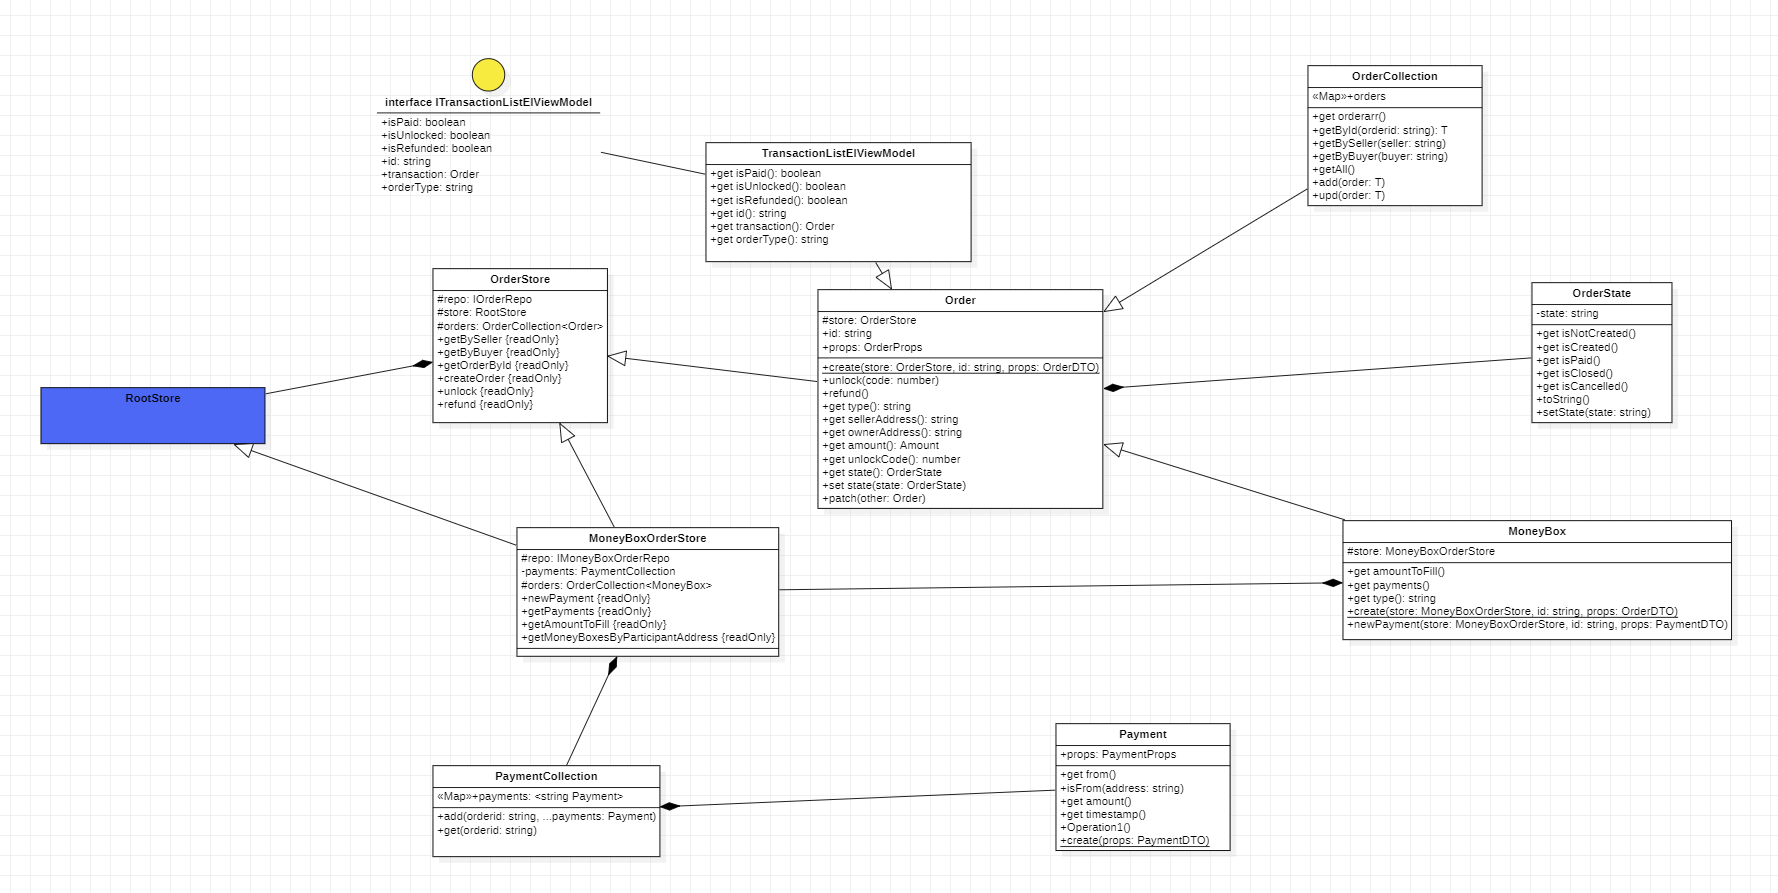 interface ITransactionListElViewModel
+isPaid: boolean
+isUnlocked: boolean
+isRefunded: boolean
+id: string
+transaction: Order
+orderType: string
TransactionListElViewModel
+get isPaid(): boolean
+get isUnlocked(): boolean
+get isRefunded(): boolean
+get id(): string
+get transaction(): Order
+get orderType(): string
OrderCollection
«Map»+orders
+get orderarr()
+getById(orderid: string): T
+getBySeller(seller: string)
+getByBuyer(buyer: string)
+getAll()
+add(order: T)
+upd(order: T)
OrderStore
#repo: IOrderRepo
#store: RootStore
#orders: OrderCollection<Order>
+getBySeller {readOnly}
+getByBuyer {readOnly}
+getOrderById {readOnly}
+createOrder {readOnly}
+unlock {readOnly}
+refund {readOnly}
Order
#store: OrderStore
+id: string
+props: OrderProps
+create(store: OrderStore, id: string, props: OrderDTO)
+unlock(code: number)
+refund()
+get type(): string
+get sellerAddress(): string
+get ownerAddress(): string
+get amount(): Amount
+get unlockCode(): number
+get state(): OrderState
+set state(state: OrderState)
+patch(other: Order)
OrderState
-state: string
+get isNotCreated()
+get isCreated()
+get isPaid()
+get isClosed()
+get isCancelled()
+toString()
+setState(state: string)
RootStore
MoneyBoxOrderStore
#repo: IMoneyBoxOrderRepo
-payments: PaymentCollection
#orders: OrderCollection<MoneyBox>
+newPayment {readOnly}
+getPayments {readOnly}
+getAmountToFill {readOnly}
+getMoneyBoxesByParticipantAddress {readOnly}
MoneyBox
#store: MoneyBoxOrderStore
+get amountToFill()
+get payments()
+get type(): string
+create(store: MoneyBoxOrderStore, id: string, props: OrderDTO)
+newPayment(store: MoneyBoxOrderStore, id: string, props: PaymentDTO)
PaymentCollection
«Map»+payments: <string Payment>
+add(orderid: string, ...payments: Payment)
+get(orderid: string)
Payment
+props: PaymentProps
+get from()
+isFrom(address: string)
+get amount()
+get timestamp()
+Operation1()
+create(props: PaymentDTO)